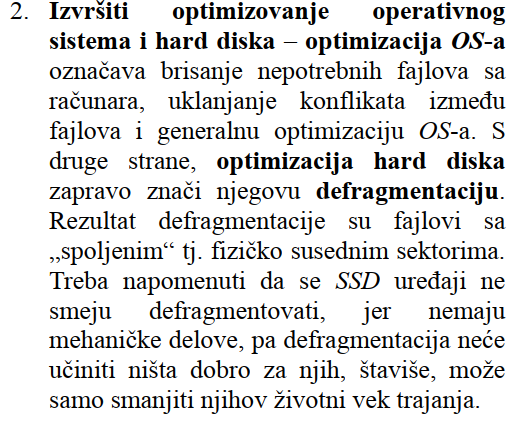 2. Izvršiti optimizovanje operativnog
sistema i hard diska – optimizacija OS-a
označava brisanje nepotrebnih fajlova sa
računara, uklanjanje konflikata između
fajlova i generalnu optimizaciju OS-a. S
druge strane, optimizacija hard diska
zapravo znači njegovu defragmentaciju.
Rezultat defragmentacije su fajlovi sa
„spoljenim“ tj. fizičko susednim sektorima.
Treba napomenuti da se SSD uređaji ne
smeju defragmentovati, jer nemaju
mehaničke delove, pa defragmentacija neće
učiniti ništa dobro za njih, štaviše, može
samo smanjiti njihov životni vek trajanja.